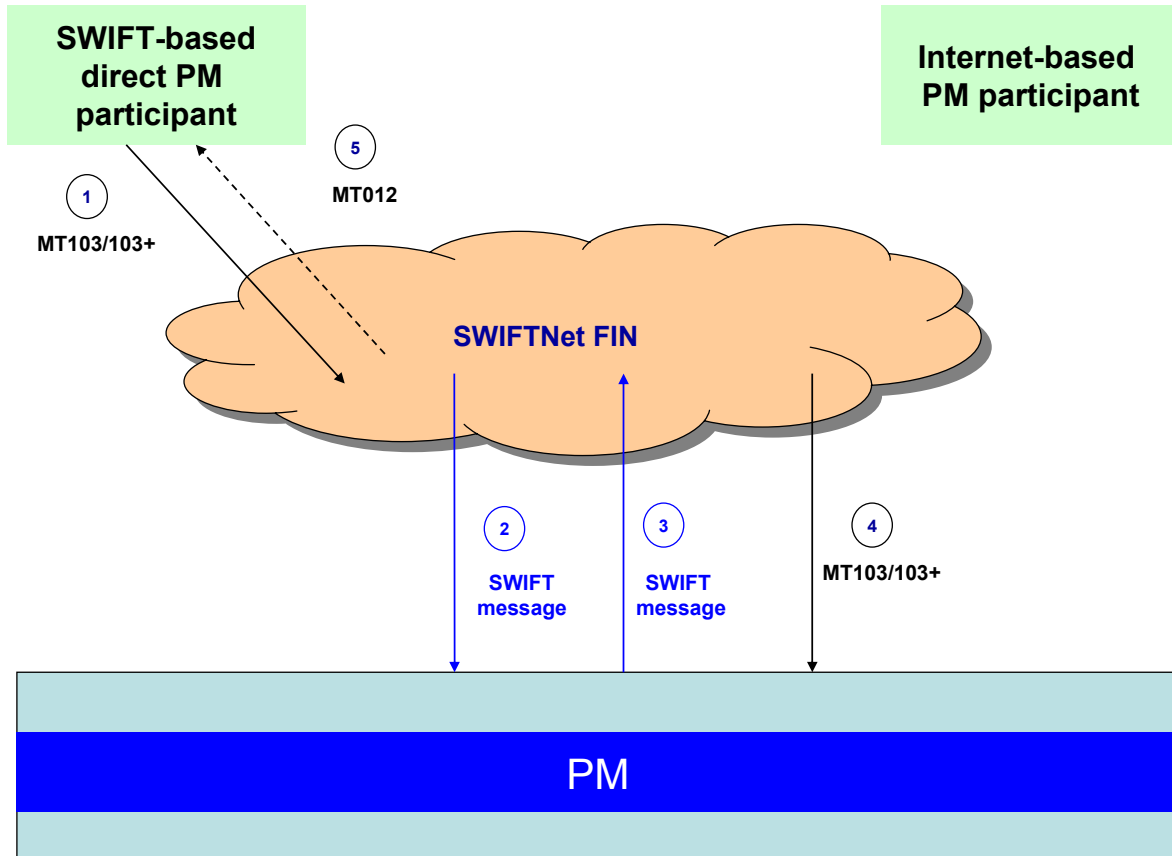 SWIFT-based
direct PM
participant
Internet-based
PM participant
5
MT012
1
MT103/103+
SWIFTNet FIN
2
SWIFT
message
3
SWIFT
message
4
MT103/103+
PM